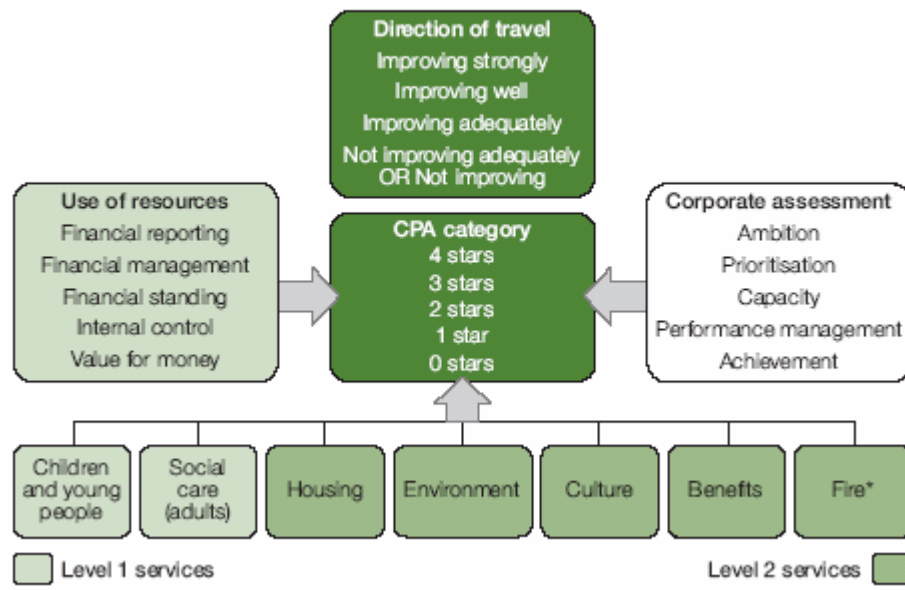 Direction of travel
Improving strongly
Improving well
Improving adequately
Not improving adequately
OR Not improving
Use of resources
Financial reporting
Financial management
Financial standing
Internal control
Value for money
CPA category
4 stars
3 stars
2 stars
1 star
0 stars
Corporate assessment
Ambition
Prioritisation
Capacity
Performance management
Achievement
Children
and young
people
Social
care
(adults)
Housing
Environment
Culture
Benefits
Fire*
Level 1 services
Level 2 services